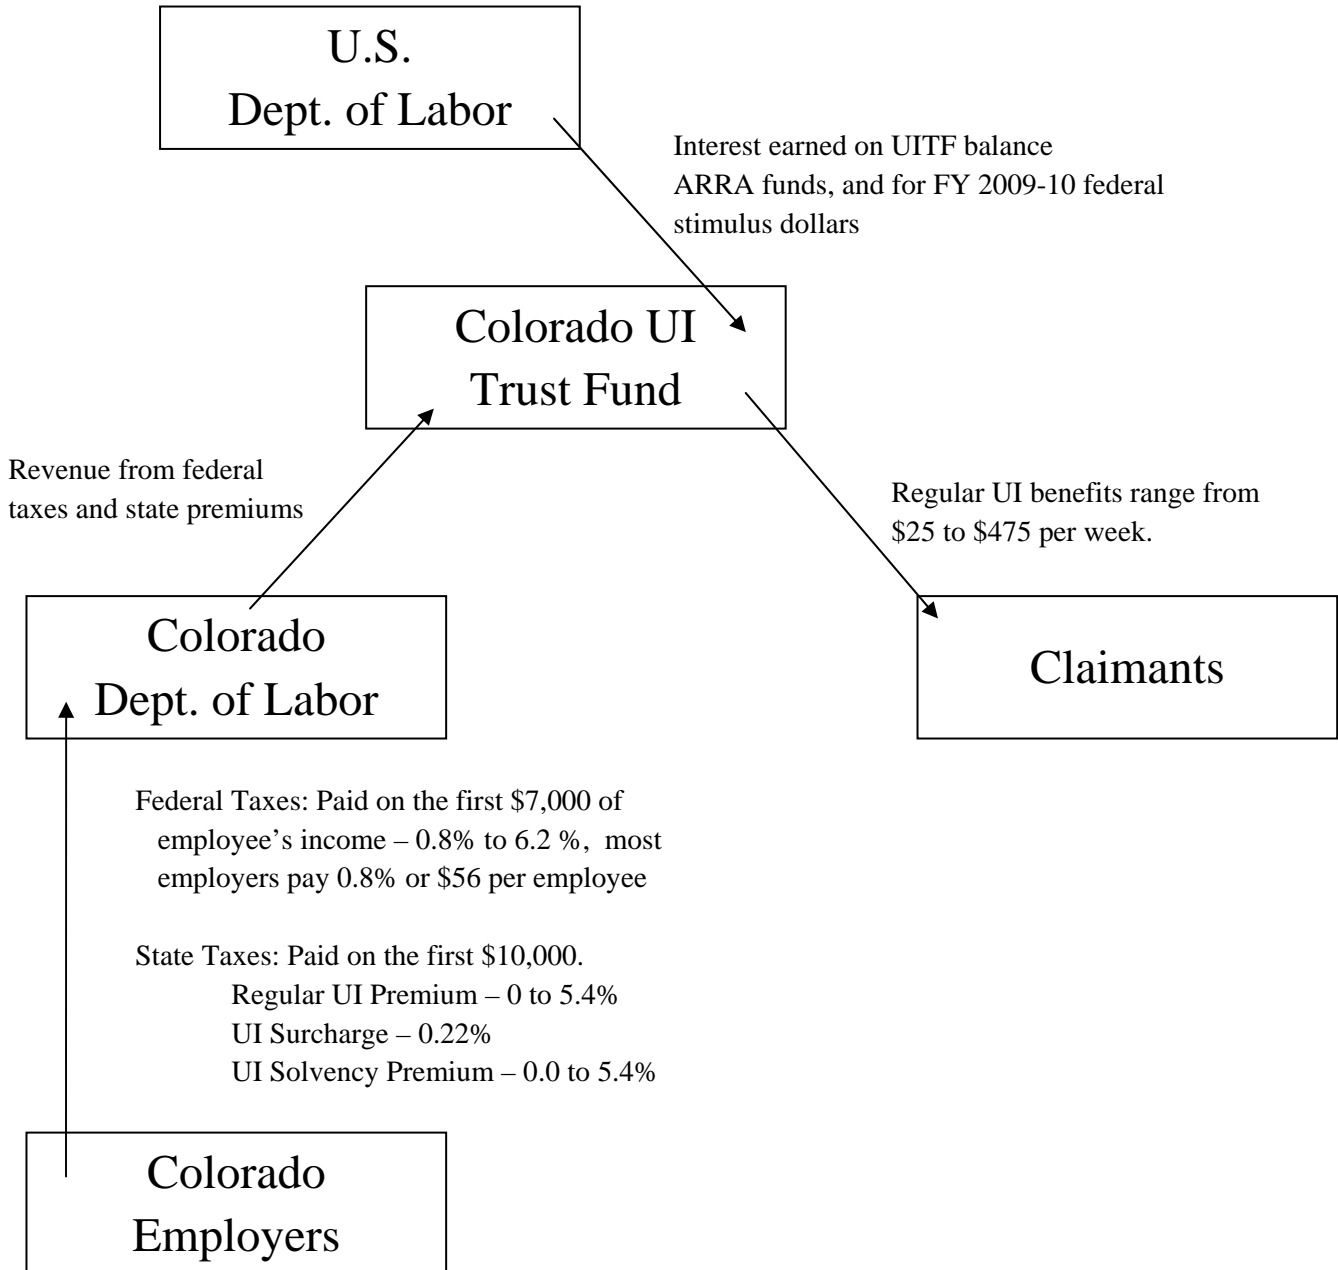 U.S.
Dept. of Labor
Interest earned on UITF balance
ARRA funds, and for FY 2009-10 federal
stimulus dollars
Colorado UI
Trust Fund
Revenue from federal
taxes and state premiums
Regular UI benefits range from
$25 to $475 per week.
Colorado
Dept. of Labor
Claimants
Federal Taxes: Paid on the first $7,000 of
employee’s income – 0.8% to 6.2 %,  most
employers pay 0.8% or $56 per employee
State Taxes: Paid on the first $10,000.
Regular UI Premium – 0 to 5.4%
UI Surcharge – 0.22%
UI Solvency Premium – 0.0 to 5.4%
Colorado
Employers